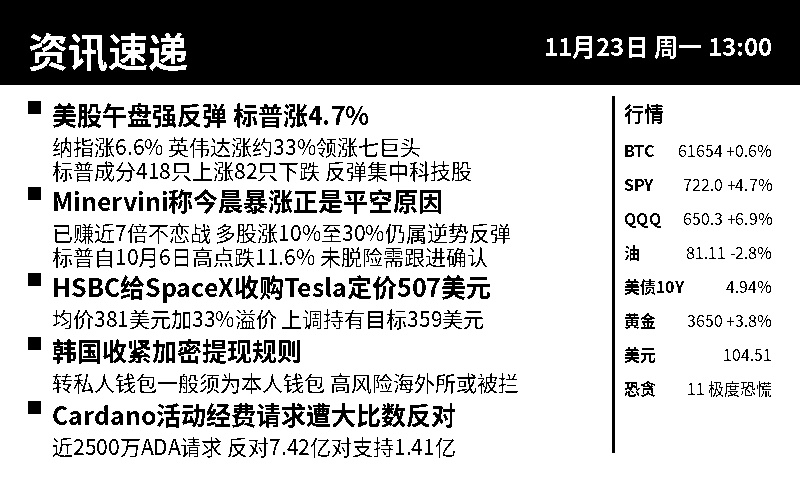 资讯速递
11月23日 周一 13:00
美股午盘强反弹 标普涨4.7%
纳指涨6.6% 英伟达涨约33%领涨七巨头
标普成分418只上涨82只下跌 反弹集中科技股
Minervini称今晨暴涨正是平空原因
已赚近7倍不恋战 多股涨10%至30%仍属逆势反弹
标普自10月6日高点跌11.6% 未脱险需跟进确认
HSBC给SpaceX收购Tesla定价507美元
均价381美元加33%溢价 上调持有目标359美元
韩国收紧加密提现规则
转私人钱包一般须为本人钱包 高风险海外所或被拦
Cardano活动经费请求遭大比数反对
近2500万ADA请求 反对7.42亿对支持1.41亿
行情
BTC 61654 +0.6%
SPY 722.0 +4.7%
QQQ 650.3 +6.9%
油 81.11 -2.8%
美债10Y 4.94%
黄金 3650 +3.8%
美元 104.51
恐贪 11 极度恐慌